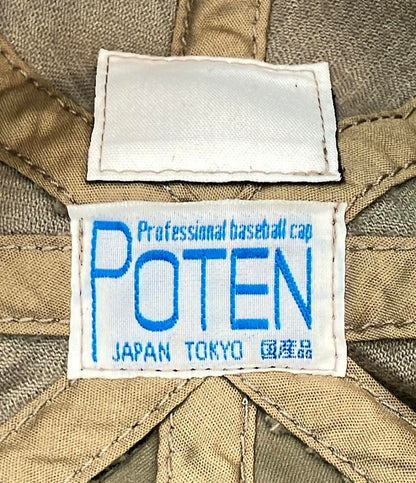 Professional baseball cap
POTEN
JAPAN TOKYO 国産品